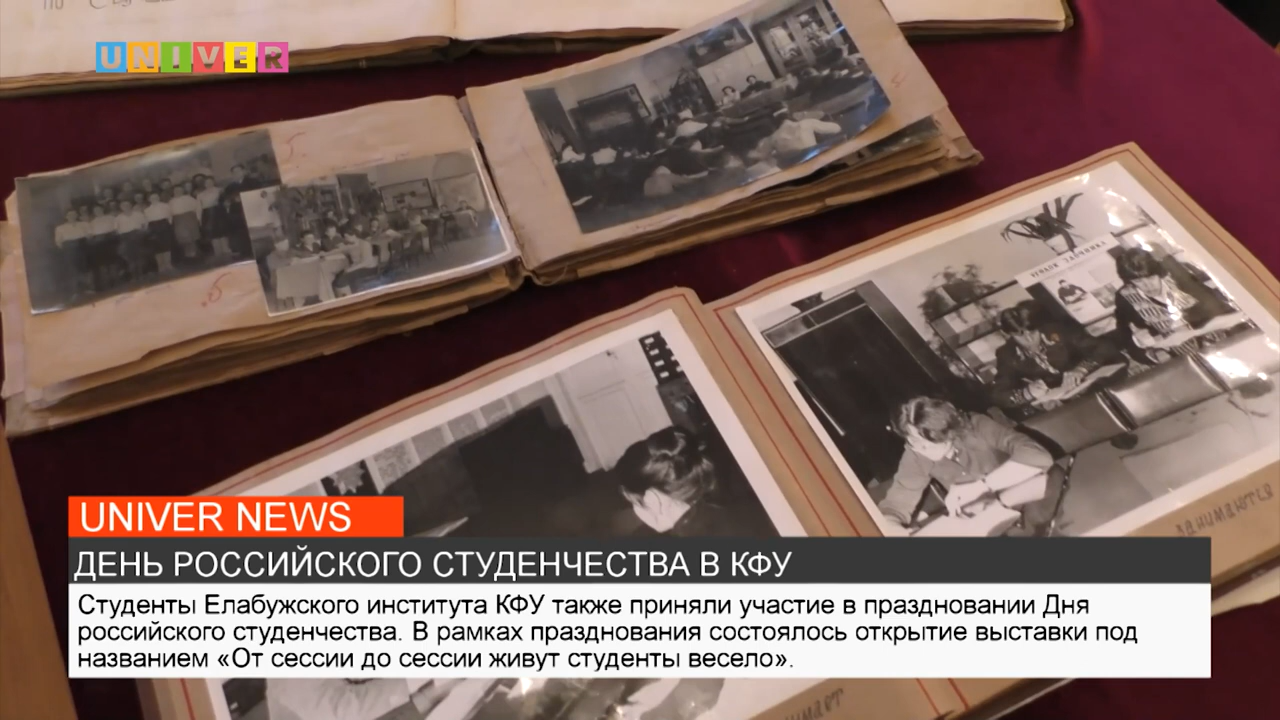 UNIVER
занимаются
UNIVER NEWS
ДЕНЬ РОССИЙСКОГО СТУДЕНЧЕСТВА В КФУ
Студенты Елабужского института КФУ также приняли участие в праздновании Дня
российского студенчества. В рамках празднования состоялось открытие выставки под
названием «От сессии до сессии живут студенты весело».